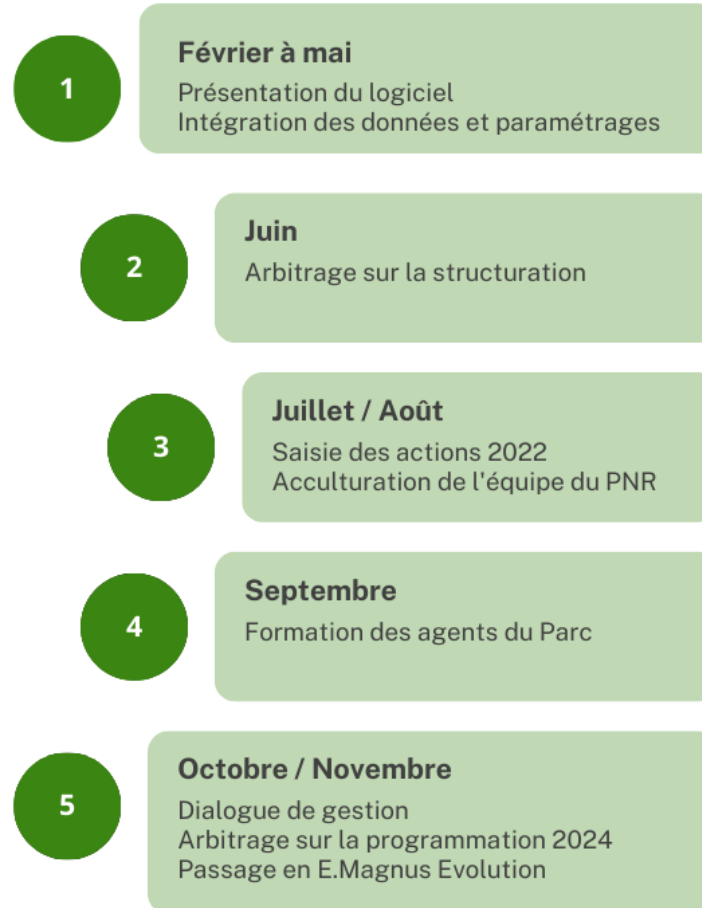 1
Février à mai
Présentation du logiciel
Intégration des données et paramétrages
2
Juin
Arbitrage sur la structuration
3
Juillet / Août
Saisie des actions 2022
Acculturation de l'équipe du PNR
4
Septembre
Formation des agents du Parc
5
Octobre / Novembre
Dialogue de gestion
Arbitrage sur la programmation 2024
Passage en E.Magnus Evolution